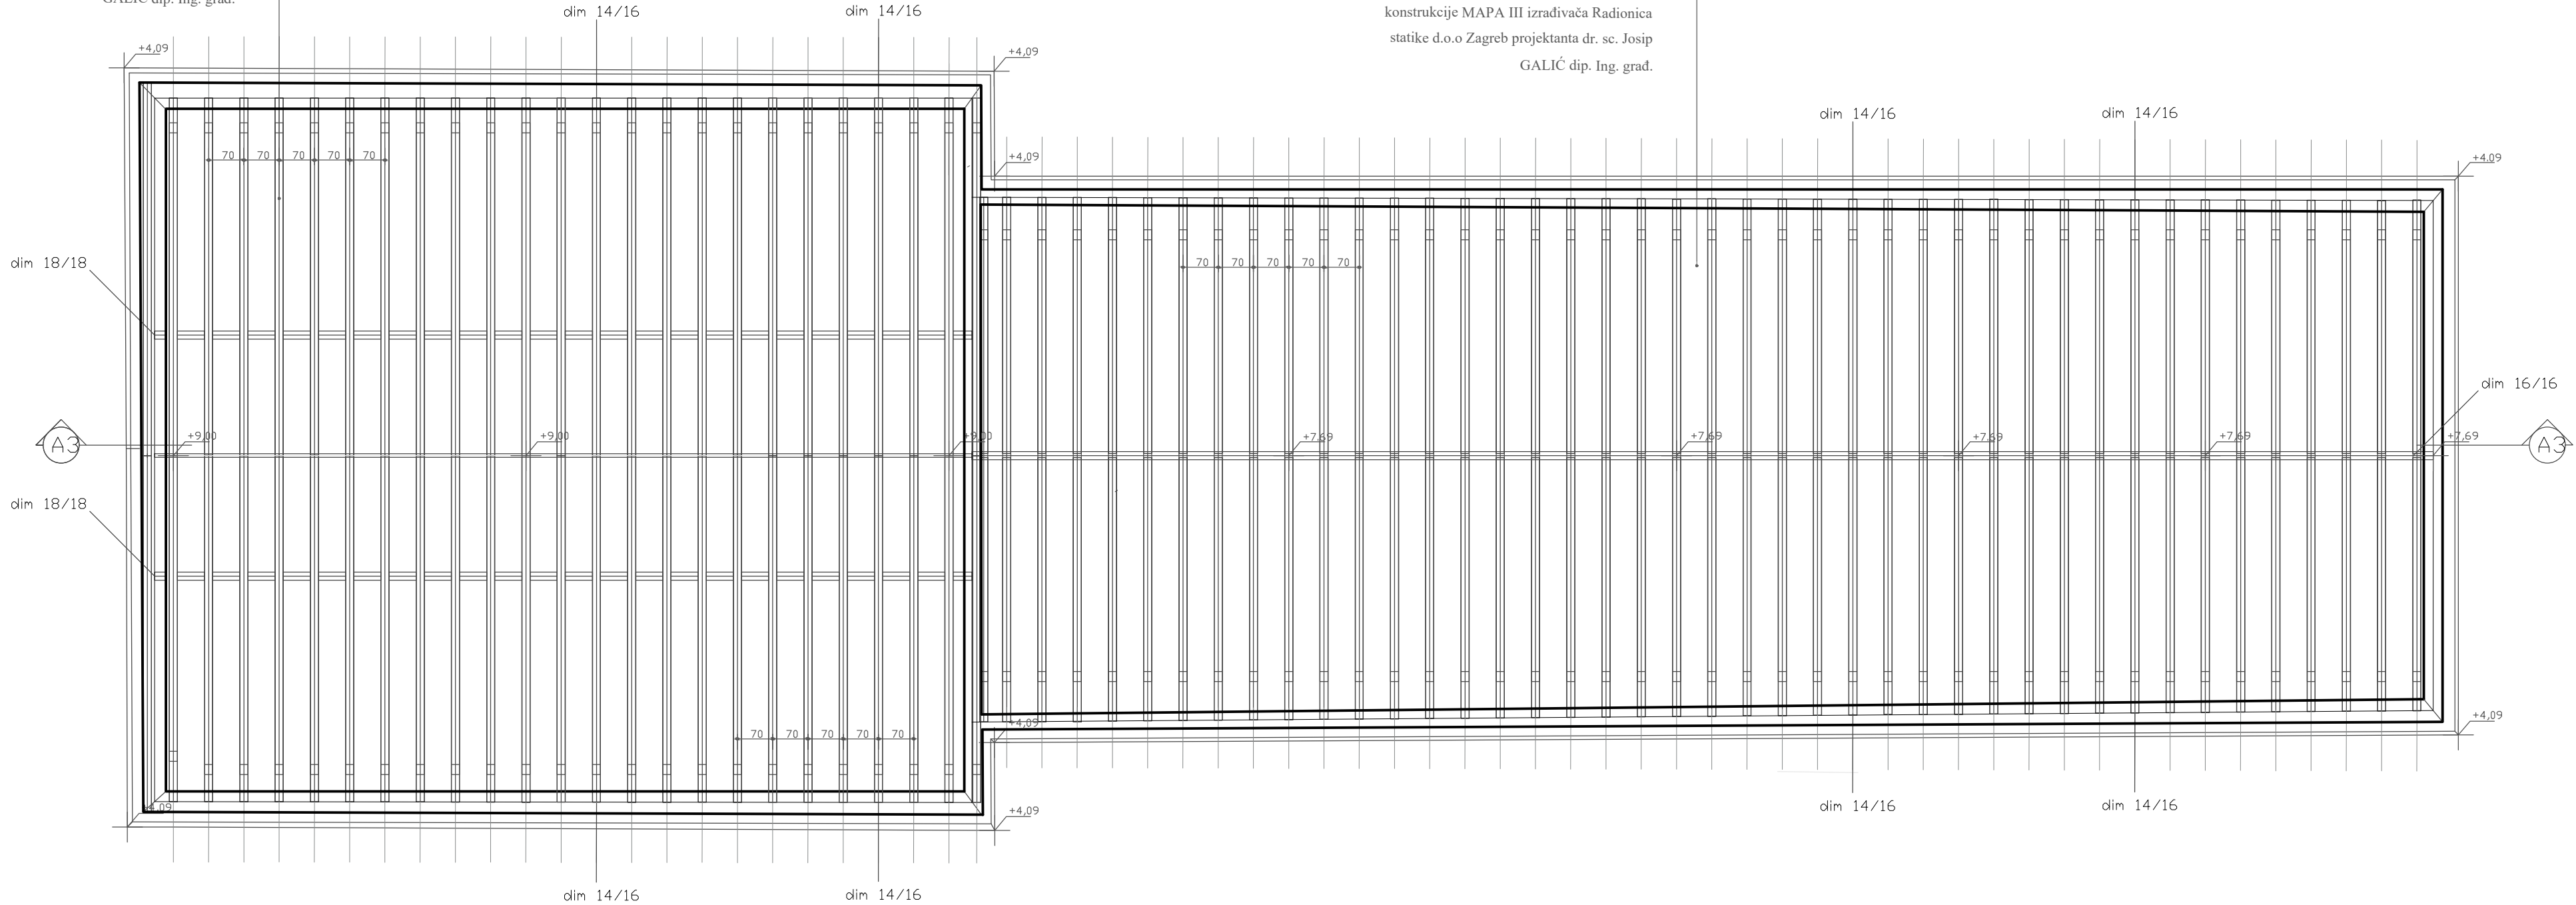 GALIĆ dip. Ing. građ.
dim 14/16
dim 14/16
konstrukcije MAPA III izrađivača Radionica
statike d.o.o Zagreb projektanta dr. sc. Josip
GALIĆ dip. Ing. građ.
+4,09
+4,09
dim 14/16
dim 14/16
+4,09
+4.09
70 70 70 70 70
dim 18/18
70 70 70 70 70
dim 16/16
A3
+9,00
+9,00
+9,00
+7,69
+7,69
+7,69
+7,69
+7,69
A3
dim 18/18
+4,09
+4,09
70 70 70 70 70
+4,09
+4,09
dim 14/16
dim 14/16
dim 14/16
dim 14/16